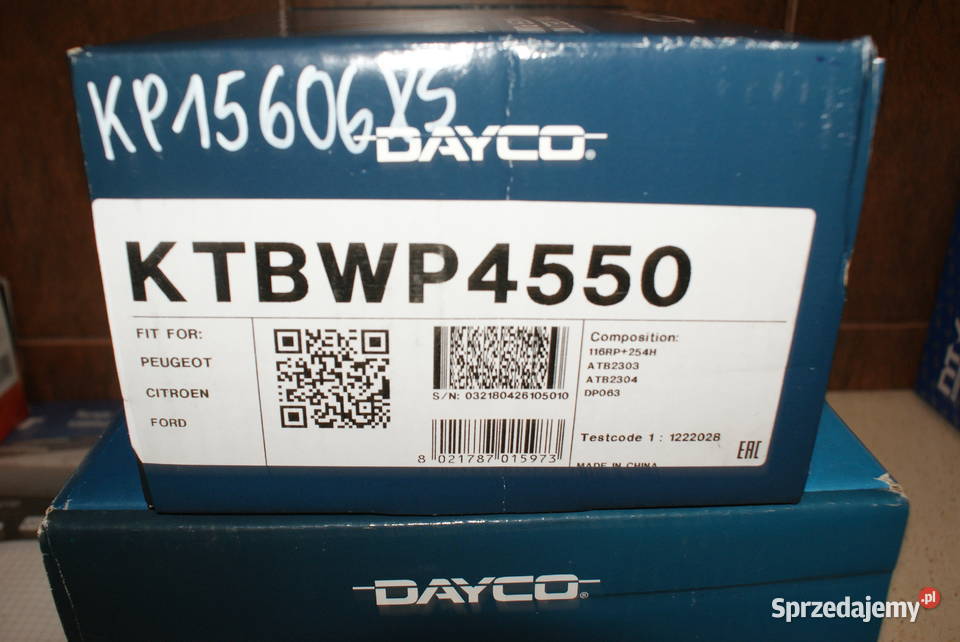 KP15606XS
DAYCO®
KTBWP4550
FIT FOR:
PEUGEOT
CITROEN
FORD
S/N: 032180426105010
8 021787 015973
Composition:
116RP+254H
ATB2303
ATB2304
DP063
Testcode 1 : 1222028
EAC
MADE IN CHINA
DAYCO®
Sprzedajemy.pl